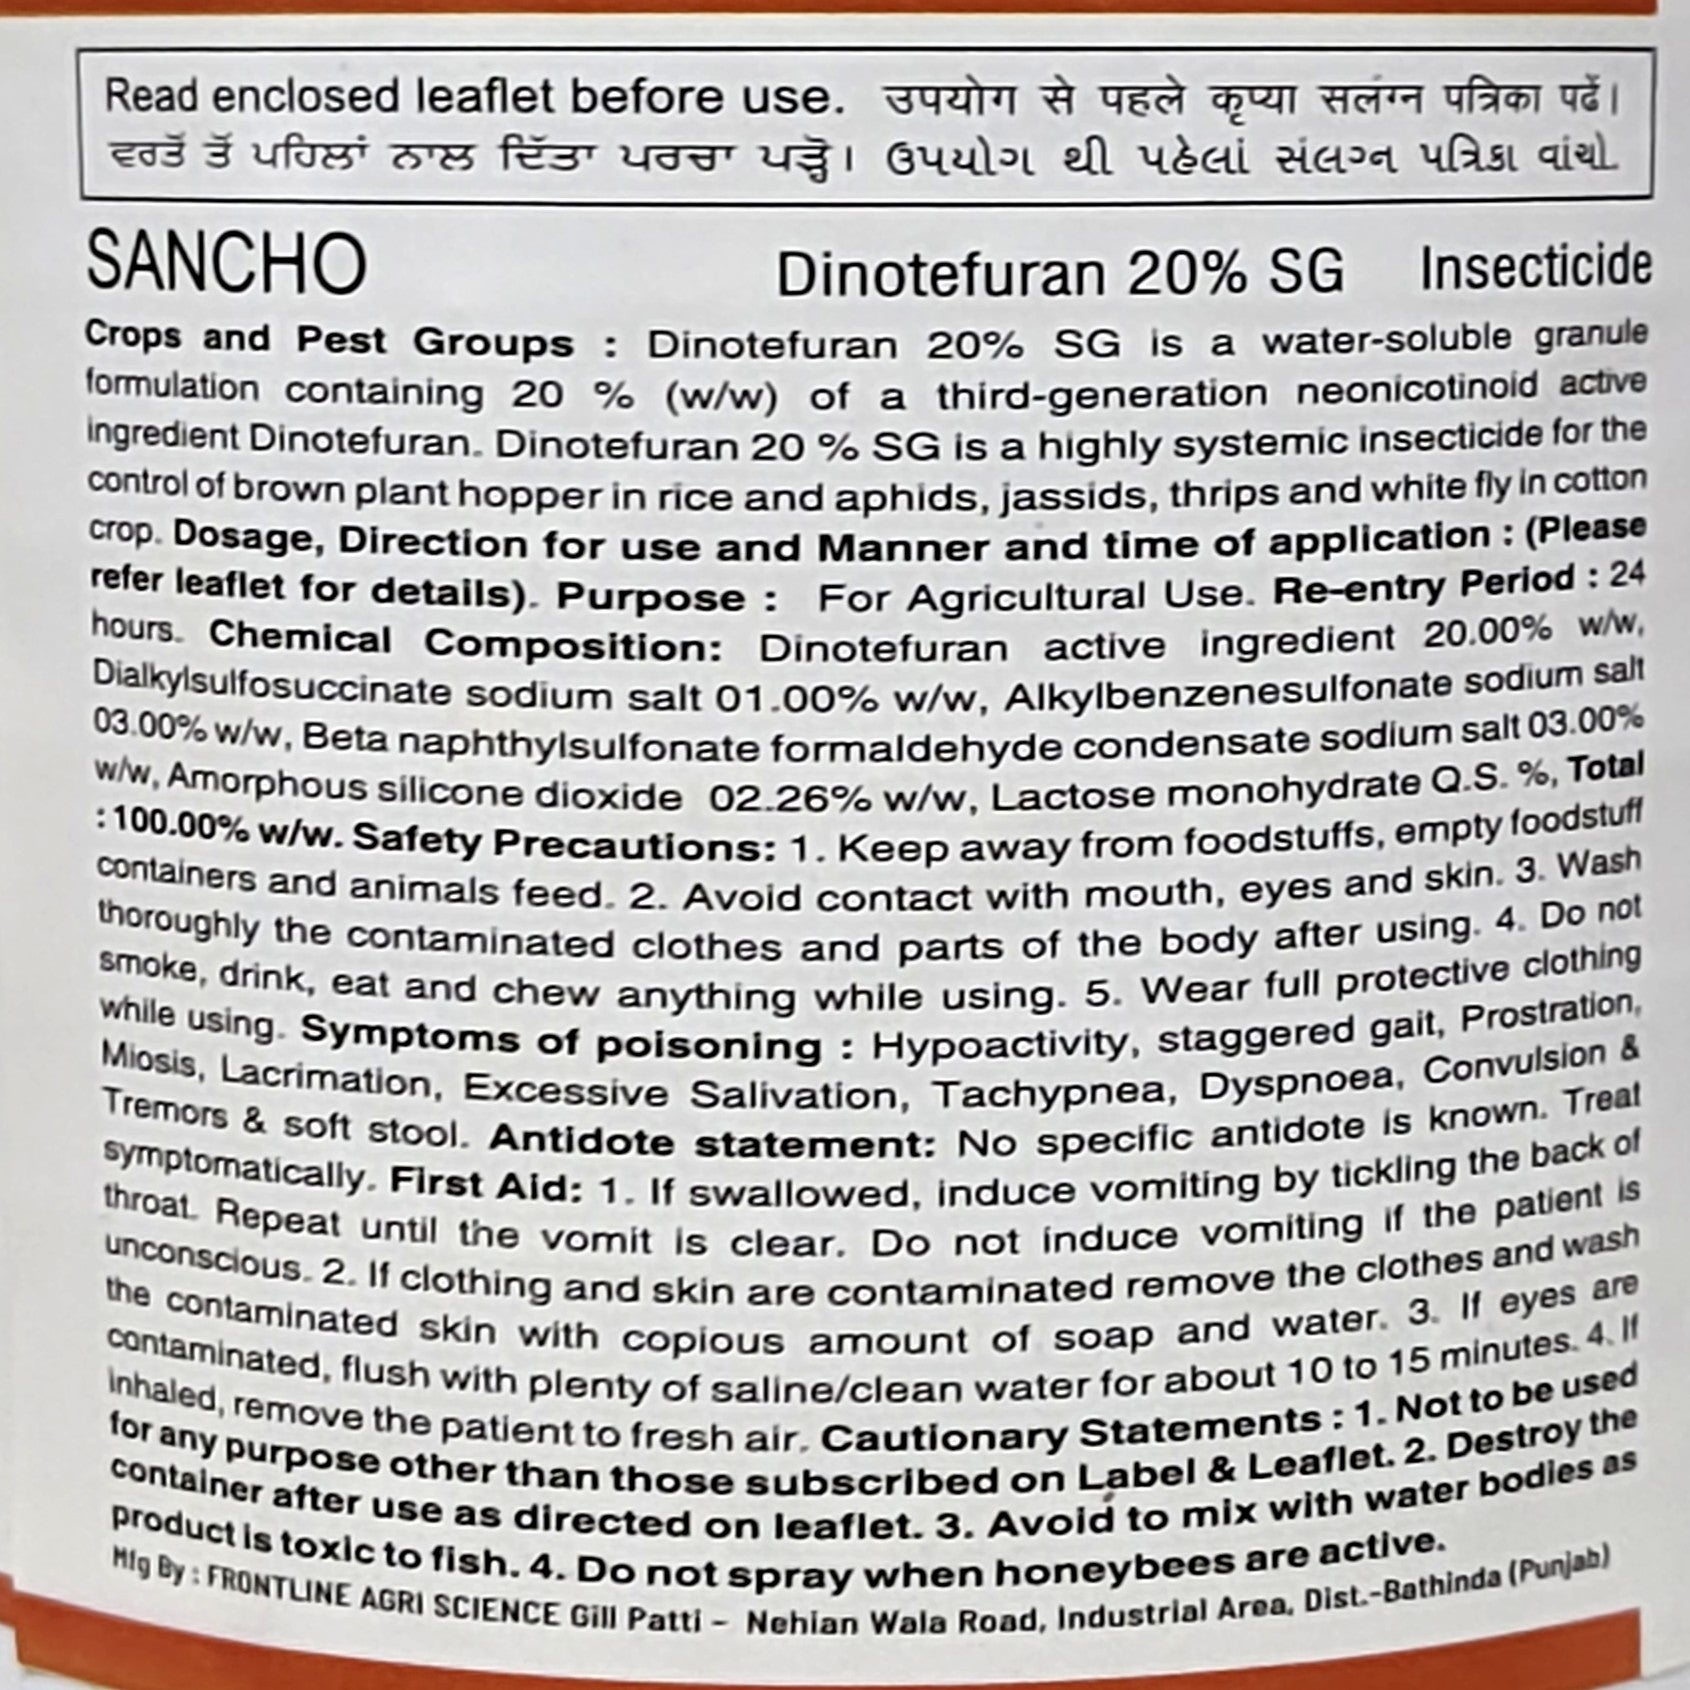 Read enclosed leaflet before use. उपयोग से पहले कृप्या सलंग्न पत्रिका पढें।
ਵਰਤੋਂ ਤੋਂ ਪਹਿਲਾਂ ਨਾਲ ਦਿੱਤਾ ਪਰਚਾ ਪੜ੍ਹੋ। ઉપયોગ થી પહેલાં સંલગ્ન પત્રિકા વાંચો.
SANCHO Dinotefuran 20% SG Insecticide
Crops and Pest Groups : Dinotefuran 20% SG is a water-soluble granule
formulation containing 20 % (w/w) of a third-generation neonicotinoid active
ingredient Dinotefuran. Dinotefuran 20 % SG is a highly systemic insecticide for the
control of brown plant hopper in rice and aphids, jassids, thrips and white fly in cotton
crop. Dosage, Direction for use and Manner and time of application : (Please
refer leaflet for details). Purpose : For Agricultural Use. Re-entry Period : 24
hours. Chemical Composition: Dinotefuran active ingredient 20.00% w/w,
Dialkylsulfosuccinate sodium salt 01.00% w/w, Alkylbenzenesulfonate sodium salt
03.00% w/w, Beta naphthylsulfonate formaldehyde condensate sodium salt 03.00%
w/w, Amorphous silicone dioxide 02.26% w/w, Lactose monohydrate Q.S. %, Total
: 100.00% w/w. Safety Precautions: 1. Keep away from foodstuffs, empty foodstuff
containers and animals feed. 2. Avoid contact with mouth, eyes and skin. 3. Wash
thoroughly the contaminated clothes and parts of the body after using. 4. Do not
smoke, drink, eat and chew anything while using. 5. Wear full protective clothing
while using. Symptoms of poisoning : Hypoactivity, staggered gait, Prostration,
Miosis, Lacrimation, Excessive Salivation, Tachypnea, Dyspnoea, Convulsion &
Tremors & soft stool. Antidote statement: No specific antidote is known. Treat
symptomatically. First Aid: 1. If swallowed, induce vomiting by tickling the back of
throat. Repeat until the vomit is clear. Do not induce vomiting if the patient is
unconscious. 2. If clothing and skin are contaminated remove the clothes and wash
the contaminated skin with copious amount of soap and water. 3. If eyes are
contaminated, flush with plenty of saline/clean water for about 10 to 15 minutes. 4. If
inhaled, remove the patient to fresh air. Cautionary Statements : 1. Not to be used
for any purpose other than those subscribed on Label & Leaflet. 2. Destroy the
container after use as directed on leaflet. 3. Avoid to mix with water bodies as
product is toxic to fish. 4. Do not spray when honeybees are active.
Mfg By : FRONTLINE AGRI SCIENCE Gill Patti - Nehian Wala Road, Industrial Area, Dist.-Bathinda (Punjab)